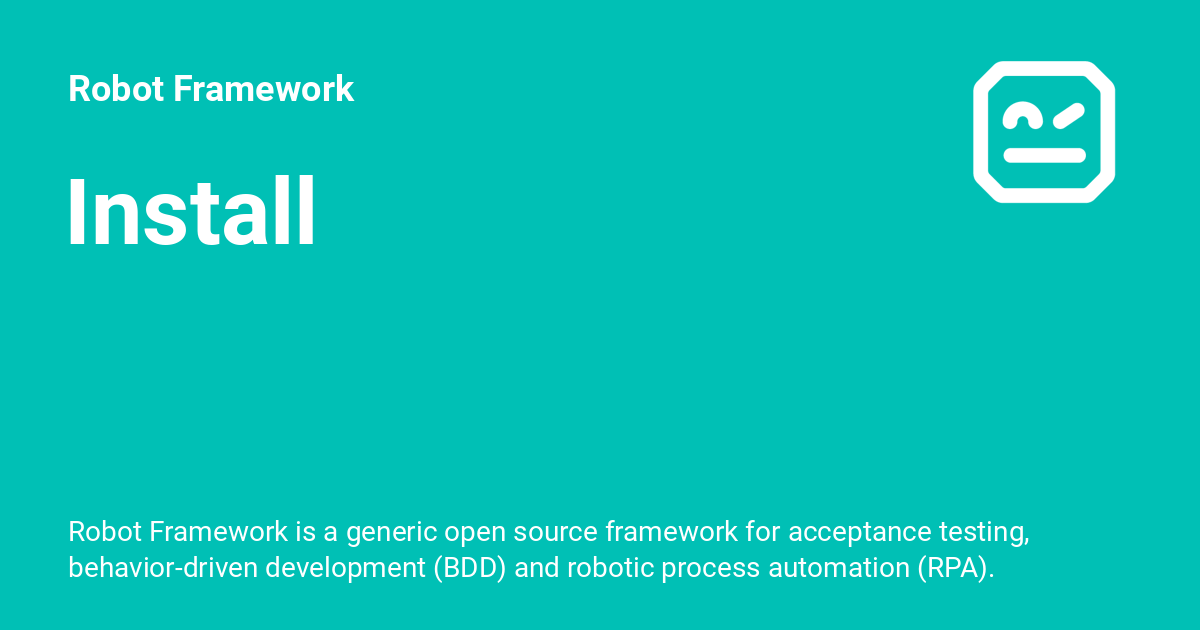 Robot Framework
Install
Robot Framework is a generic open source framework for acceptance testing,
behavior-driven development (BDD) and robotic process automation (RPA).